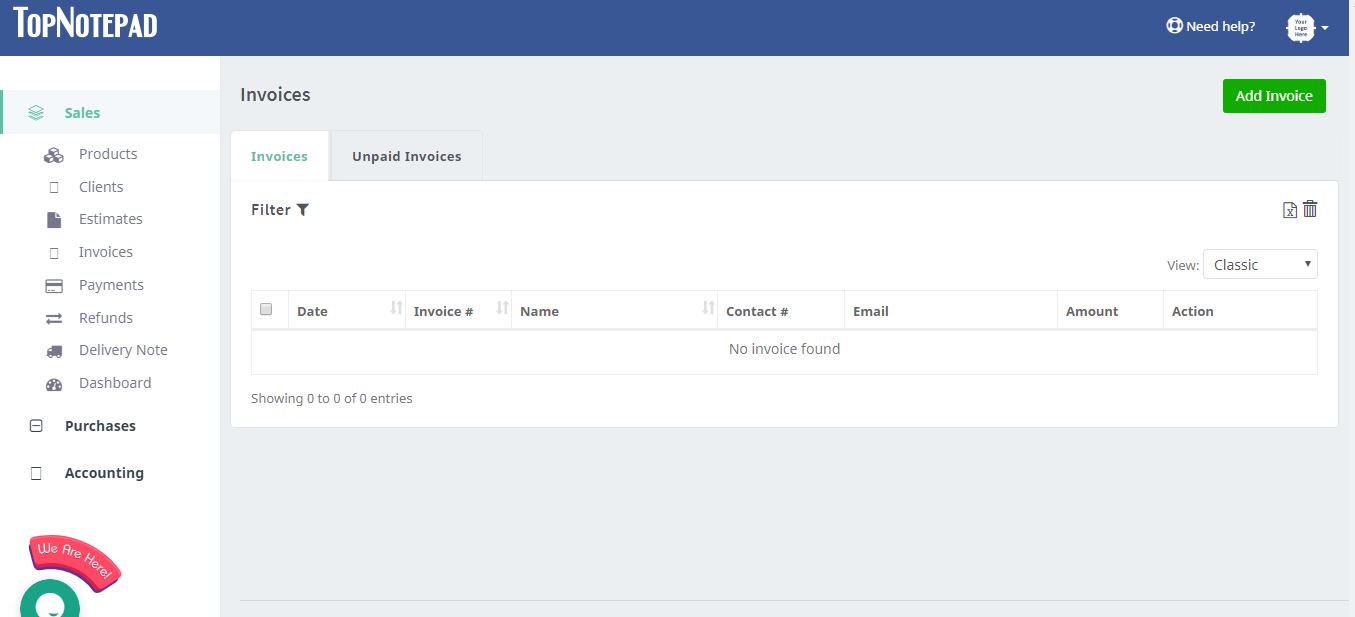 TopNotepad
Need help?
Your
Logo
Here
Sales
Products
Clients
Estimates
Invoices
Payments
Refunds
Delivery Note
Dashboard
Purchases
Accounting
We Are Here!
Invoices
Add Invoice
Invoices Unpaid Invoices
Filter
View: Classic
Date Invoice # Name Contact # Email Amount Action
No invoice found
Showing 0 to 0 of 0 entries